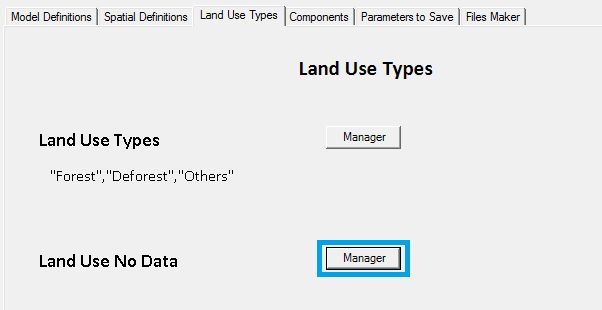 Model Definitions Spatial Definitions Land Use Types Components Parameters to Save Files Maker
Land Use Types
Land Use Types Manager
"Forest","Deforest","Others"
Land Use No Data Manager